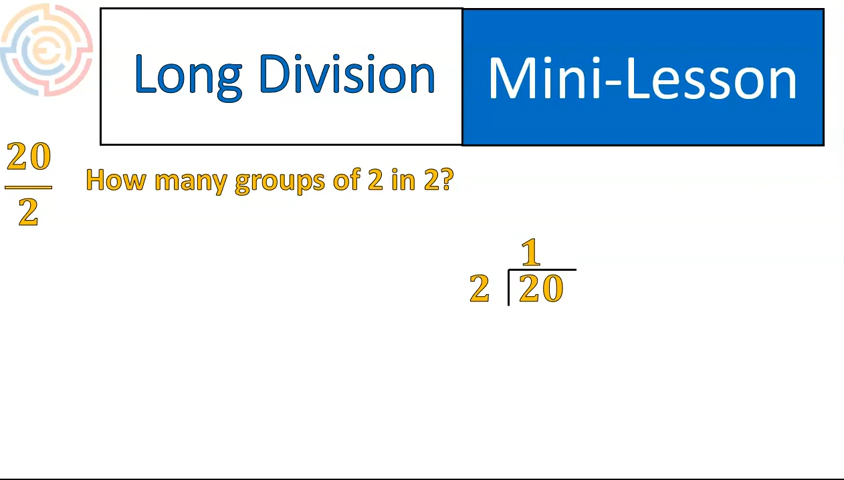 Long Division
Mini-Lesson
20
2
How many groups of 2 in 2?
1
2 20